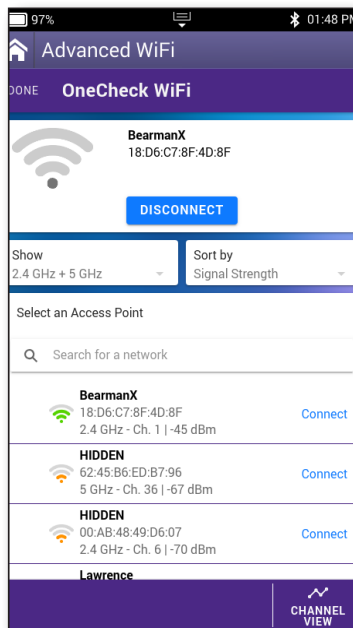 97%
01:48 PM
Advanced WiFi
DONE
OneCheck WiFi
BearmanX
18:D6:C7:8F:4D:8F
DISCONNECT
Show
2.4 GHz + 5 GHz
Sort by
Signal Strength
Select an Access Point
Search for a network
BearmanX
18:D6:C7:8F:4D:8F
2.4 GHz - Ch. 1 | -45 dBm
Connect
HIDDEN
62:45:B6:ED:B7:96
5 GHz - Ch. 36 | -67 dBm
Connect
HIDDEN
00:AB:48:49:D6:07
2.4 GHz - Ch. 6 | -70 dBm
Connect
Lawrence
CHANNEL
VIEW